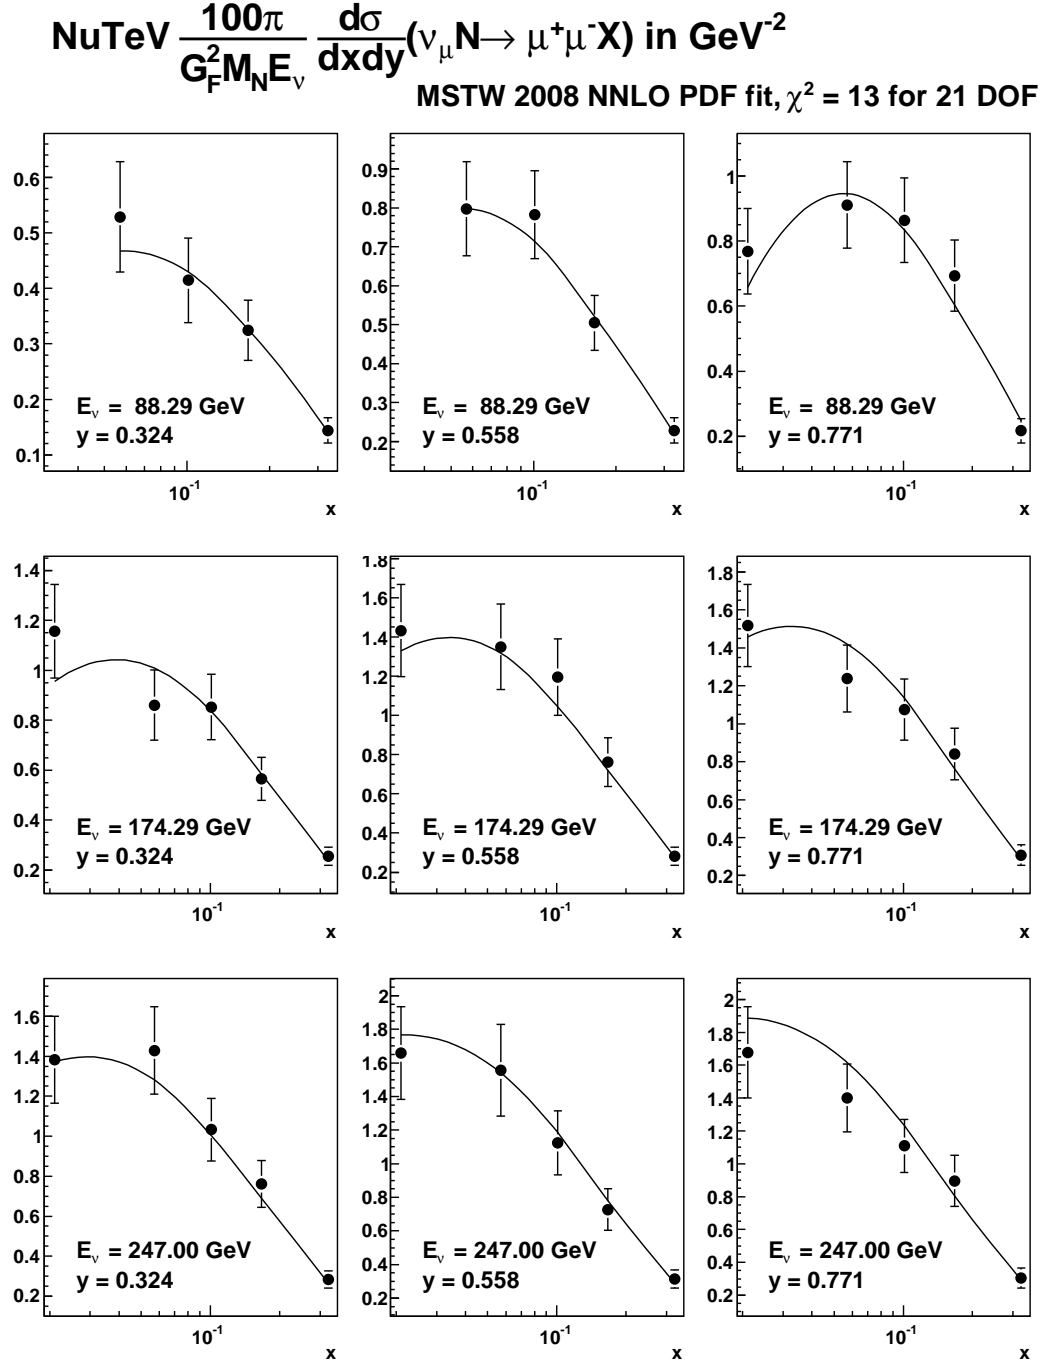 NuTeV 100π/G_F^2 M_N E_ν dσ/dxdy (ν_μ N→ μ^+ μ^- X) in GeV^-2
MSTW 2008 NNLO PDF fit, χ^2 = 13 for 21 DOF
0.6
0.5
0.4
0.3
0.2
0.1
E_ν = 88.29 GeV
y = 0.324
10^-1
x
0.9
0.8
0.7
0.6
0.5
0.4
0.3
0.2
E_ν = 88.29 GeV
y = 0.558
10^-1
x
1
0.8
0.6
0.4
0.2
E_ν = 88.29 GeV
y = 0.771
10^-1
x
1.4
1.2
1
0.8
0.6
0.4
0.2
E_ν = 174.29 GeV
y = 0.324
10^-1
x
1.8
1.6
1.4
1.2
1
0.8
0.6
0.4
0.2
E_ν = 174.29 GeV
y = 0.558
10^-1
x
1.8
1.6
1.4
1.2
1
0.8
0.6
0.4
0.2
E_ν = 174.29 GeV
y = 0.771
10^-1
x
1.6
1.4
1.2
1
0.8
0.6
0.4
0.2
E_ν = 247.00 GeV
y = 0.324
10^-1
x
2
1.8
1.6
1.4
1.2
1
0.8
0.6
0.4
0.2
E_ν = 247.00 GeV
y = 0.558
10^-1
x
2
1.8
1.6
1.4
1.2
1
0.8
0.6
0.4
0.2
E_ν = 247.00 GeV
y = 0.771
10^-1
x